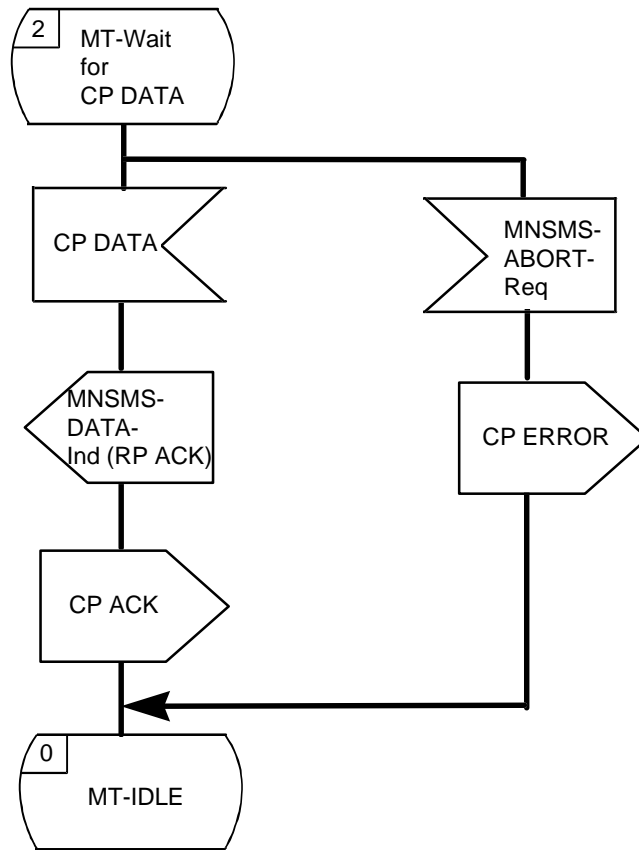 2
MT-Wait
for
CP DATA
CP DATA
MNSMS-
ABORT-
Req
MNSMS-
DATA-
Ind (RP ACK)
CP ERROR
CP ACK
0
MT-IDLE